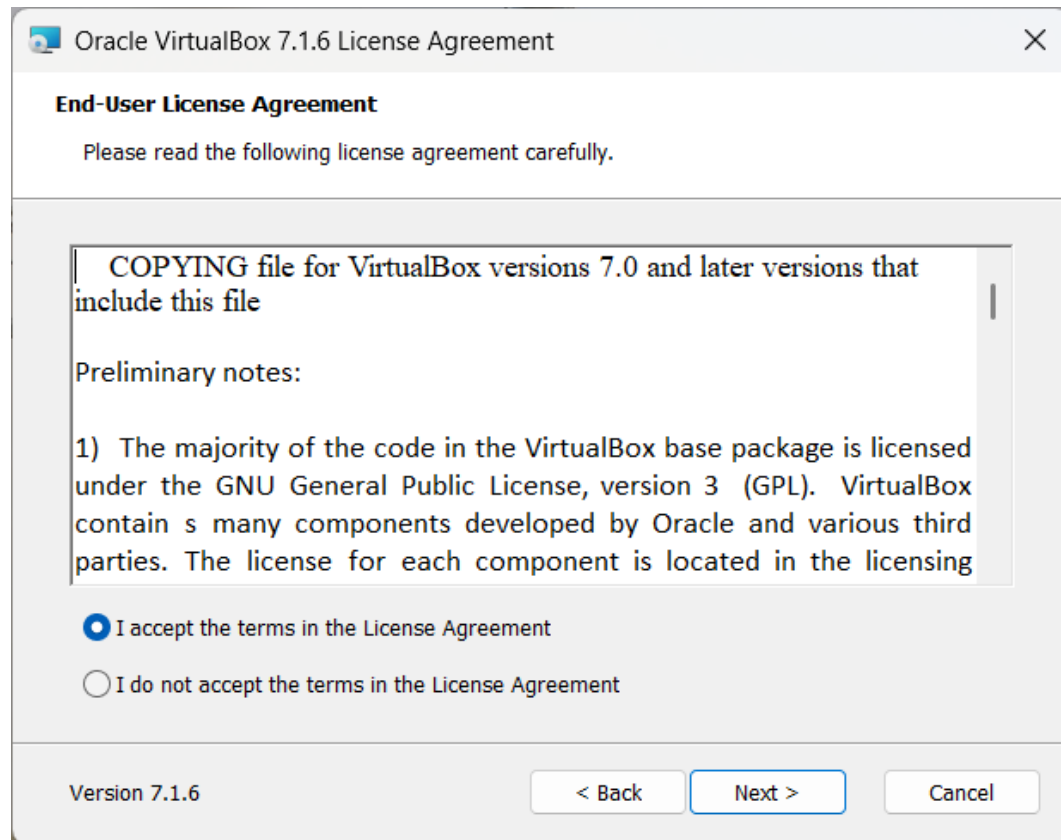 Oracle VirtualBox 7.1.6 License Agreement
End-User License Agreement
Please read the following license agreement carefully.
COPYING file for VirtualBox versions 7.0 and later versions that
include this file
Preliminary notes:
1) The majority of the code in the VirtualBox base package is licensed
under the GNU General Public License, version 3 (GPL). VirtualBox
contain s many components developed by Oracle and various third
parties. The license for each component is located in the licensing
I accept the terms in the License Agreement
I do not accept the terms in the License Agreement
Version 7.1.6
< Back
Next >
Cancel